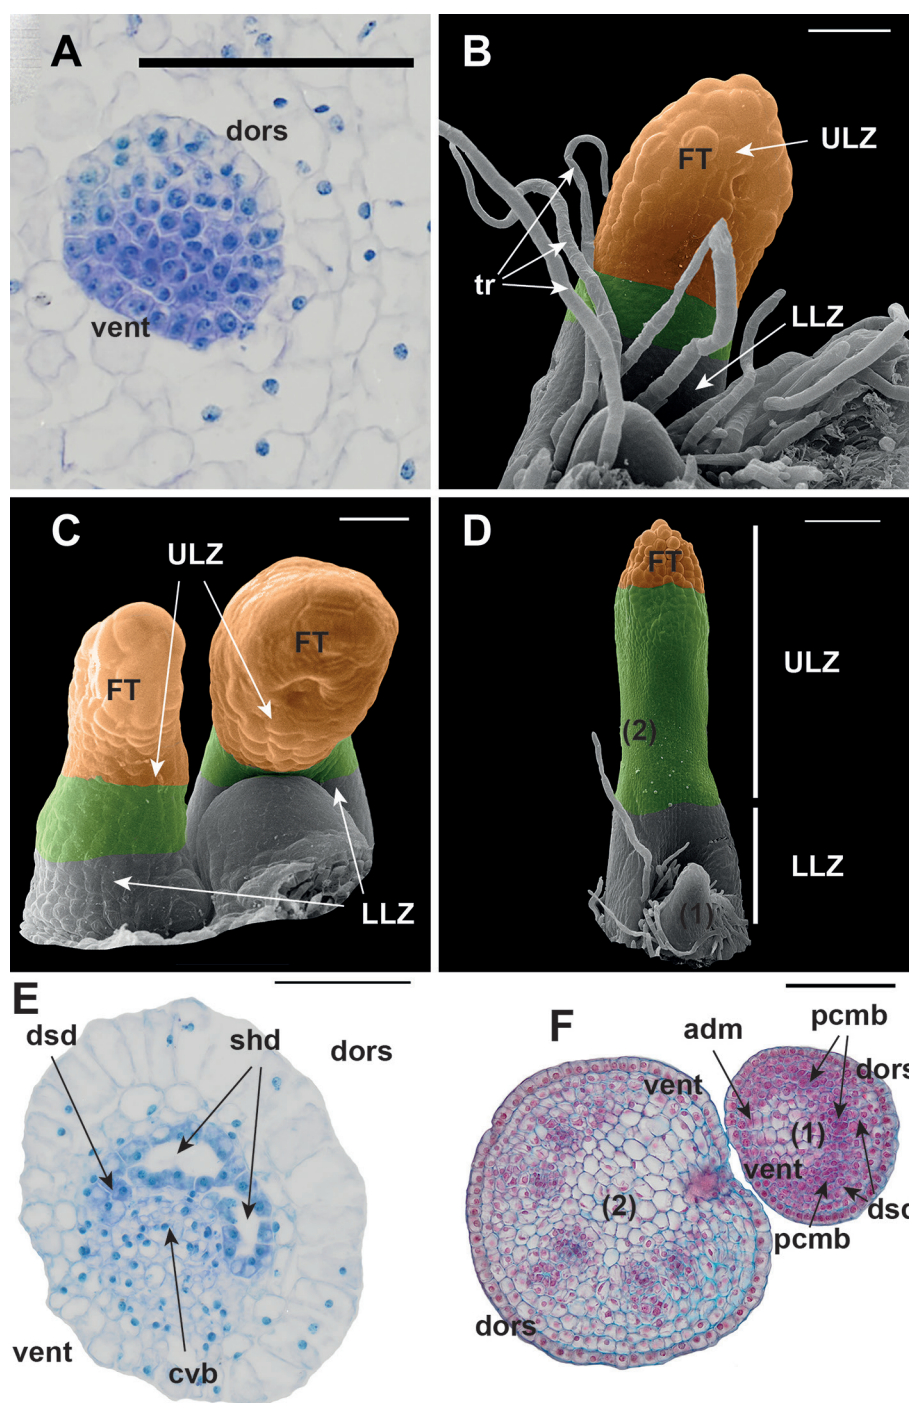 A
dors
vent
B
FT
ULZ
tr
LLZ
C
ULZ
FT
FT
LLZ
D
FT
ULZ
(2)
LLZ
(1)
E
dsd
shd
dors
vent
cvb
F
adm
pcmb
vent
dors
(1)
vent
(2)
dsd
pcmb
dors